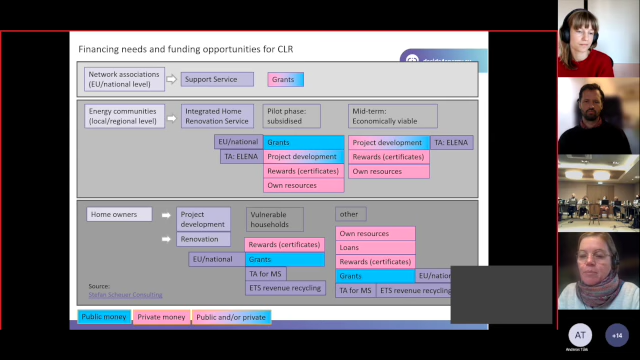 Financing needs and funding opportunities for CLR
Network associations
(EU/national level)
Support Service
Grants
Energy communities
(local/regional level)
Integrated Home
Renovation Service
Pilot phase:
subsidised
Mid-term:
Economically viable
EU/national
Grants
TA: ELENA
Project development
Rewards (certificates)
Own resources
Project development
TA: ELENA
Rewards (certificates)
Own resources
Home owners
Project
development
Renovation
Vulnerable
households
other
Rewards (certificates)
EU/national
Grants
TA for MS
ETS revenue recycling
Own resources
Loans
Rewards (certificates)
Grants
TA for MS
ETS revenue recycling
Source:
Stefan Scheuer Consulting
Public money
Private money
Public and/or private
AT
+14